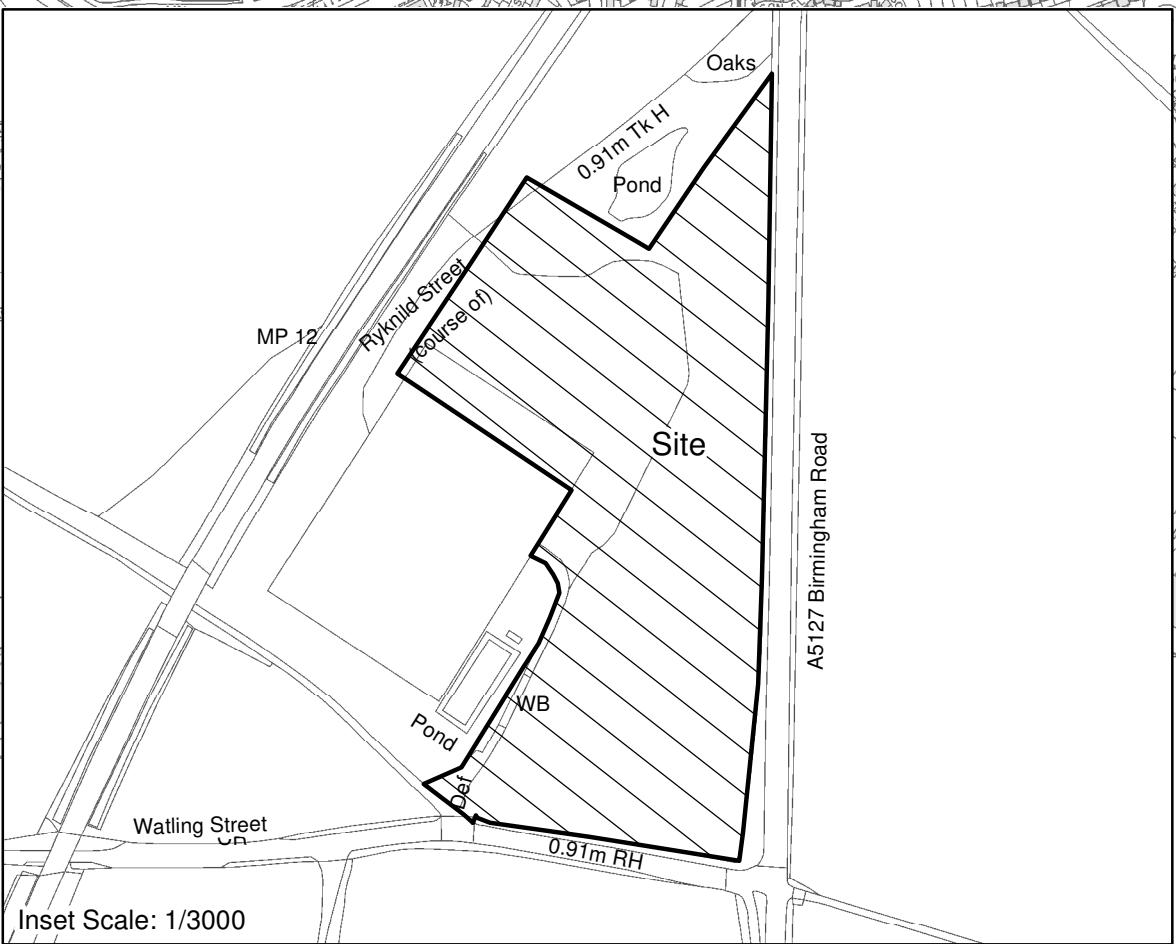 Oaks
0.91m Tk H
Pond
Ryknild Street
(course of)
MP 12
Site
A5127 Birmingham Road
WB
Pond
Def
Watling Street
CR
0.91m RH
Inset Scale: 1/3000